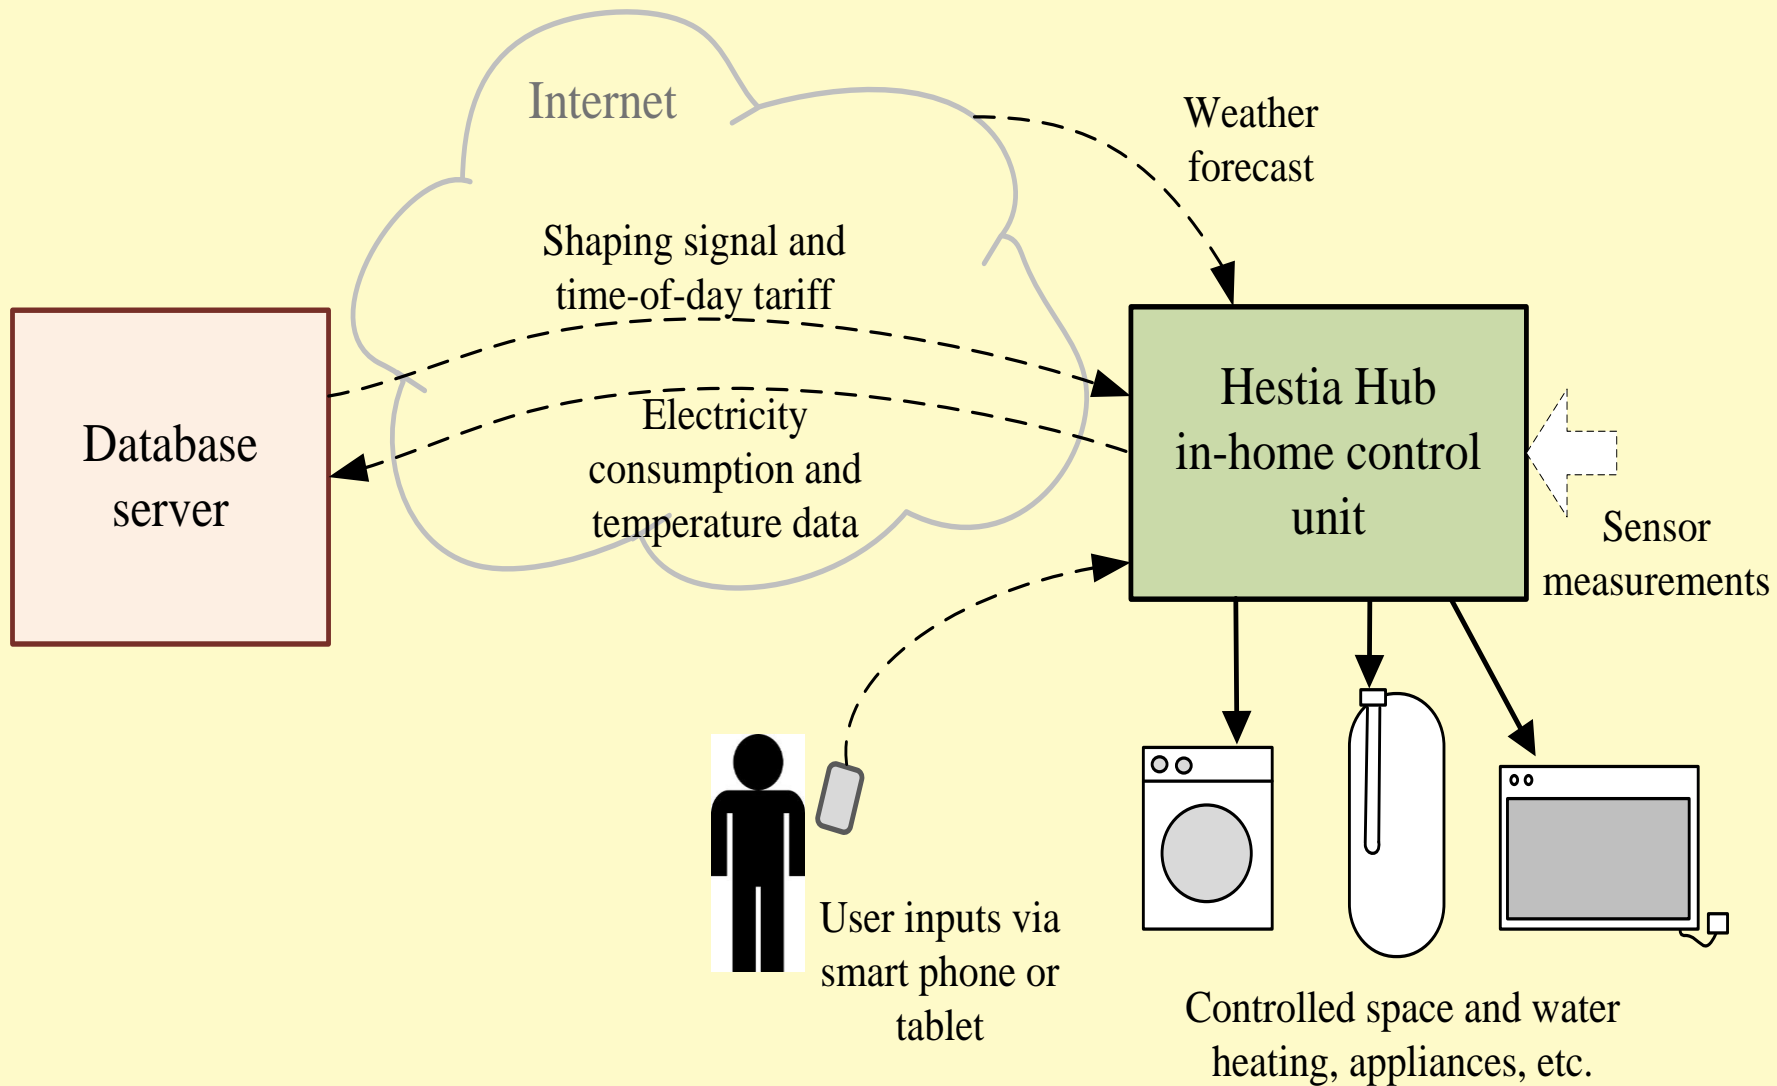 Internet
Weather
forecast
Shaping signal and
time-of-day tariff
Database
server
Electricity
consumption and
temperature data
Hestia Hub
in-home control
unit
Sensor
measurements
User inputs via
smart phone or
tablet
Controlled space and water
heating, appliances, etc.